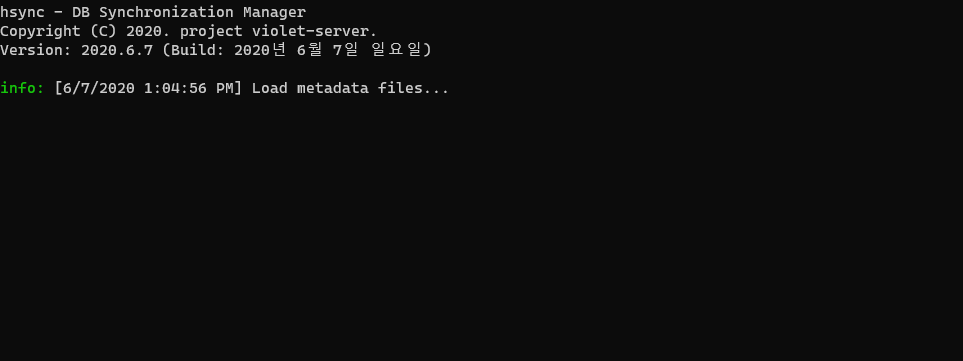 hsync - DB Synchronization Manager
Copyright (C) 2020. project violet-server.
Version: 2020.6.7 (Build: 2020년 6월 7일 일요일)
info: [6/7/2020 1:04:56 PM] Load metadata files...